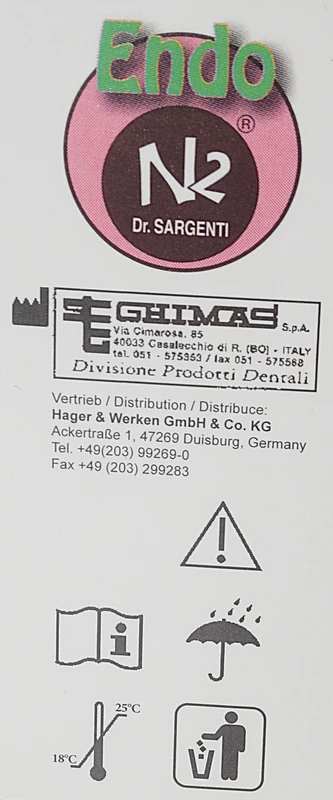 Endo
®
N2
Dr. SARGENTI
GHIMAS S.p.A.
Via Cimarosa, 85
40033 Casalecchio di R. (BO) - ITALY
tel. 051 - 575353 / fax 051 - 575568
Divisione Prodotti Dentali
Vertrieb / Distribution / Distribuce:
Hager & Werken GmbH & Co. KG
Ackertraße 1, 47269 Duisburg, Germany
Tel. +49(203) 99269-0
Fax +49 (203) 299283
!
i
25°C
18°C